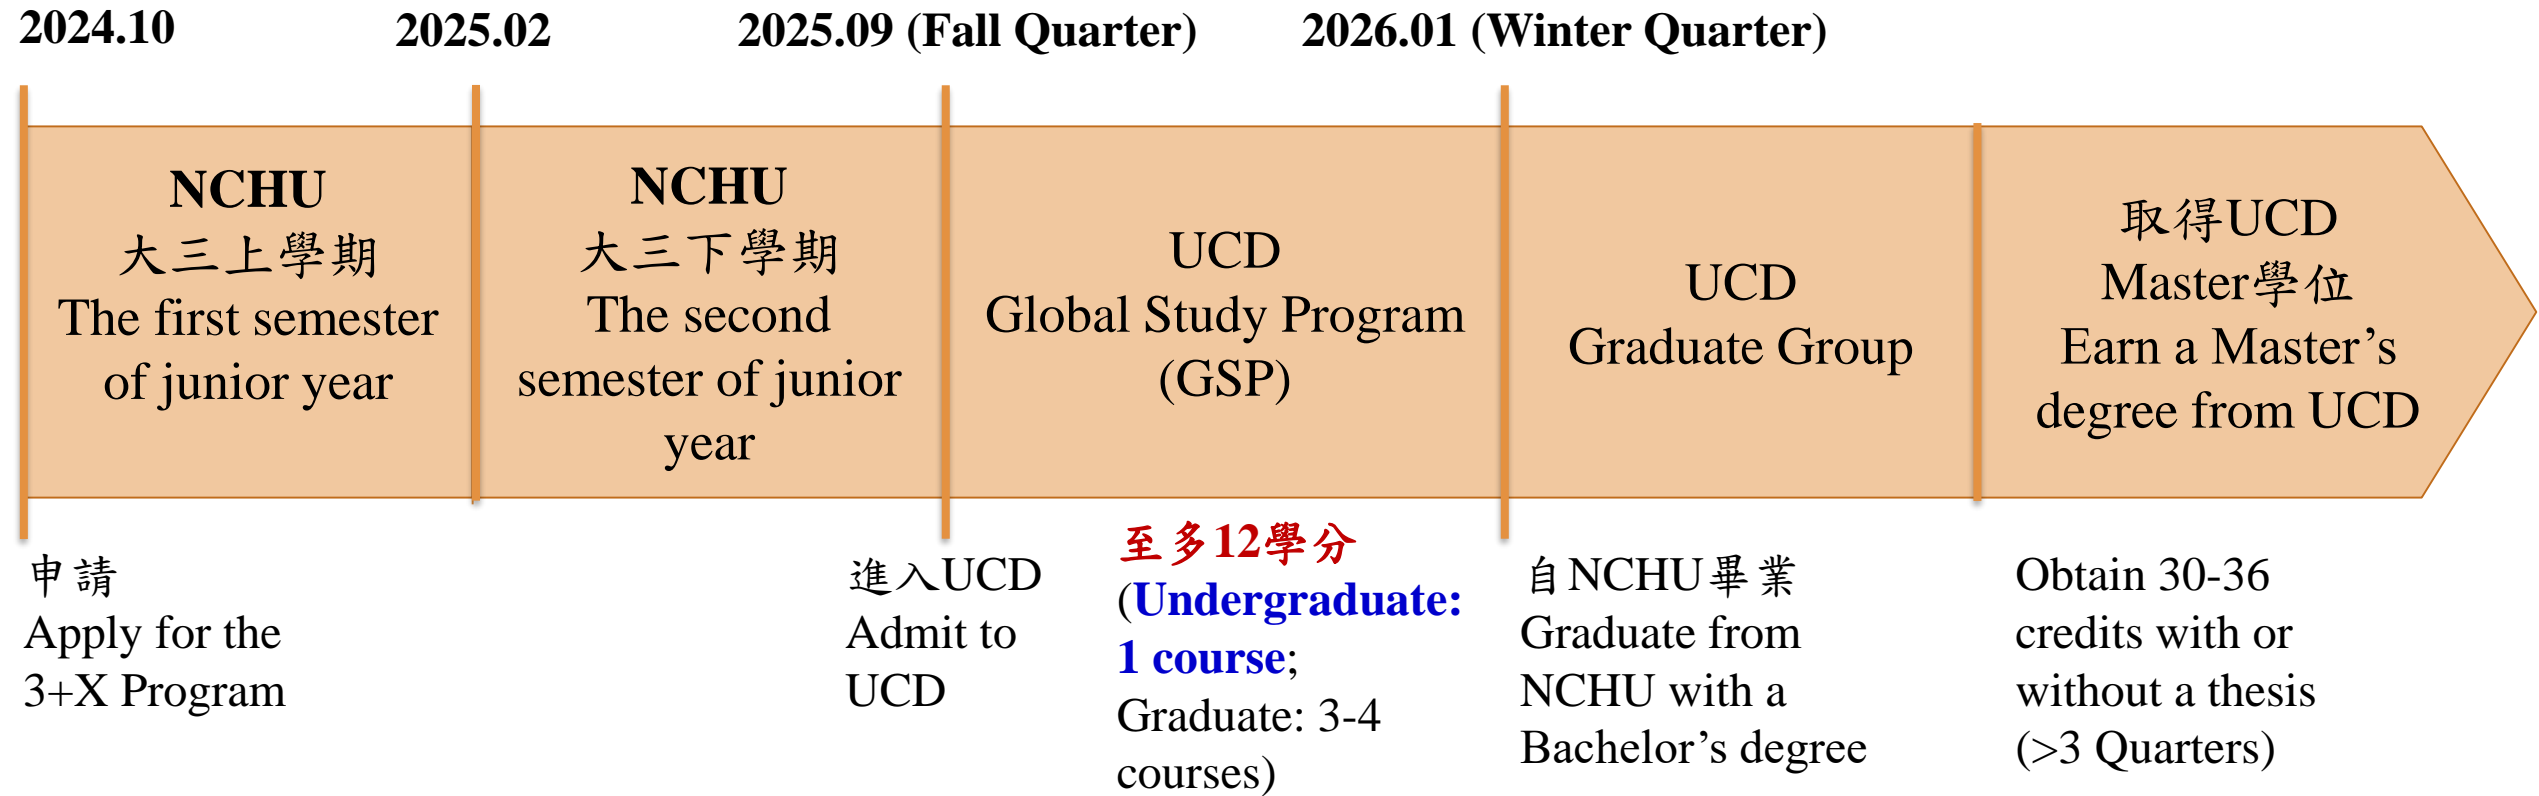 2024.10
2025.02
2025.09 (Fall Quarter)
2026.01 (Winter Quarter)
NCHU
大三上學期
The first semester
of junior year
NCHU
大三下學期
The second
semester of junior
year
UCD
Global Study Program
(GSP)
UCD
Graduate Group
取得UCD
Master學位
Earn a Master’s
degree from UCD
申請
Apply for the
3+X Program
進入UCD
Admit to
UCD
至多12學分
(Undergraduate:
1 course;
Graduate: 3-4
courses)
自NCHU畢業
Graduate from
NCHU with a
Bachelor’s degree
Obtain 30-36
credits with or
without a thesis
(>3 Quarters)